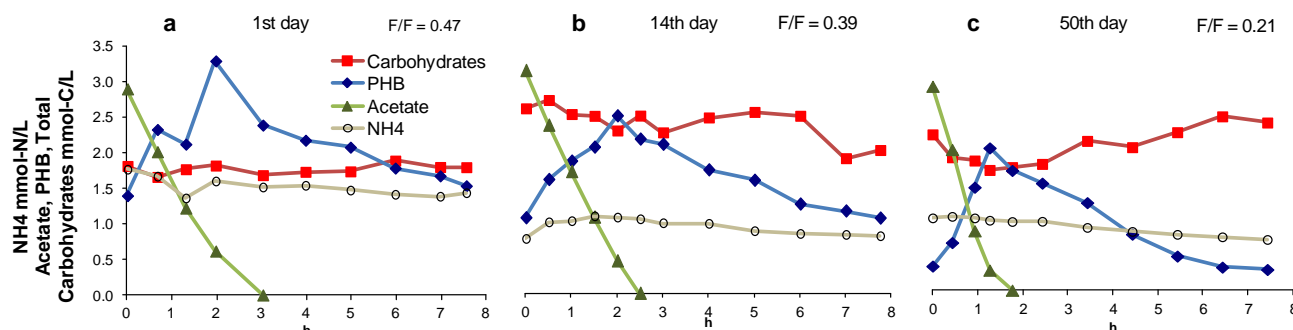 a 1st day F/F = 0.47
b 14th day F/F = 0.39
c 50th day F/F = 0.21
NH4 mmol-N/L
Acetate, PHB, Total
Carbohydrates mmol-C/L
3.5
3.0
2.5
2.0
1.5
1.0
0.5
0.0
Carbohydrates
PHB
Acetate
NH4
0 1 2 3 4 5 6 7 8
h
0 1 2 3 4 5 6 7 8
h
0 1 2 3 4 5 6 7 8
h